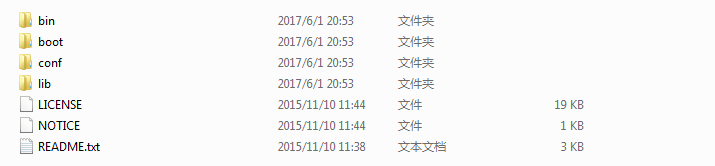 bin 2017/6/1 20:53 文件夹
boot 2017/6/1 20:53 文件夹
conf 2017/6/1 20:53 文件夹
lib 2017/6/1 20:53 文件夹
LICENSE 2015/11/10 11:44 文件 19 KB
NOTICE 2015/11/10 11:44 文件 1 KB
README.txt 2015/11/10 11:38 文本文档 3 KB